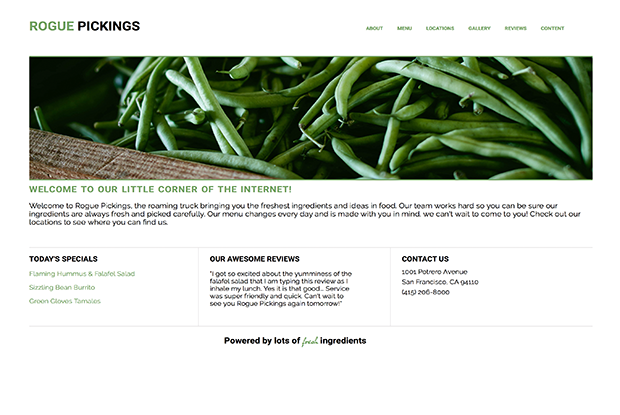 ROGUE PICKINGS
ABOUT MENU LOCATIONS GALLERY REVIEWS CONTENT
WELCOME TO OUR LITTLE CORNER OF THE INTERNET!
Welcome to Rogue Pickings, the roaming truck bringing you the freshest ingredients and ideas in food. Our team works hard so you can be sure our
ingredients are always fresh and picked carefully. Our menu changes every day and is made with you in mind, we can't wait to come to you! Check out our
locations to see where you can find us.
TODAY'S SPECIALS
Flaming Hummus & Falafel Salad
Sizzling Bean Burrito
Green Gloves Tamales
OUR AWESOME REVIEWS
"I got so excited about the yumminess of the
falafel salad that I am typing this review as I
inhale my lunch. Yes it is that good... Service
was super friendly and quick. Can't wait to
see you Rogue Pickings again tomorrow!"
CONTACT US
1001 Potrero Avenue
San Francisco, CA 94110
(415) 206-8000
Powered by lots of fresh ingredients